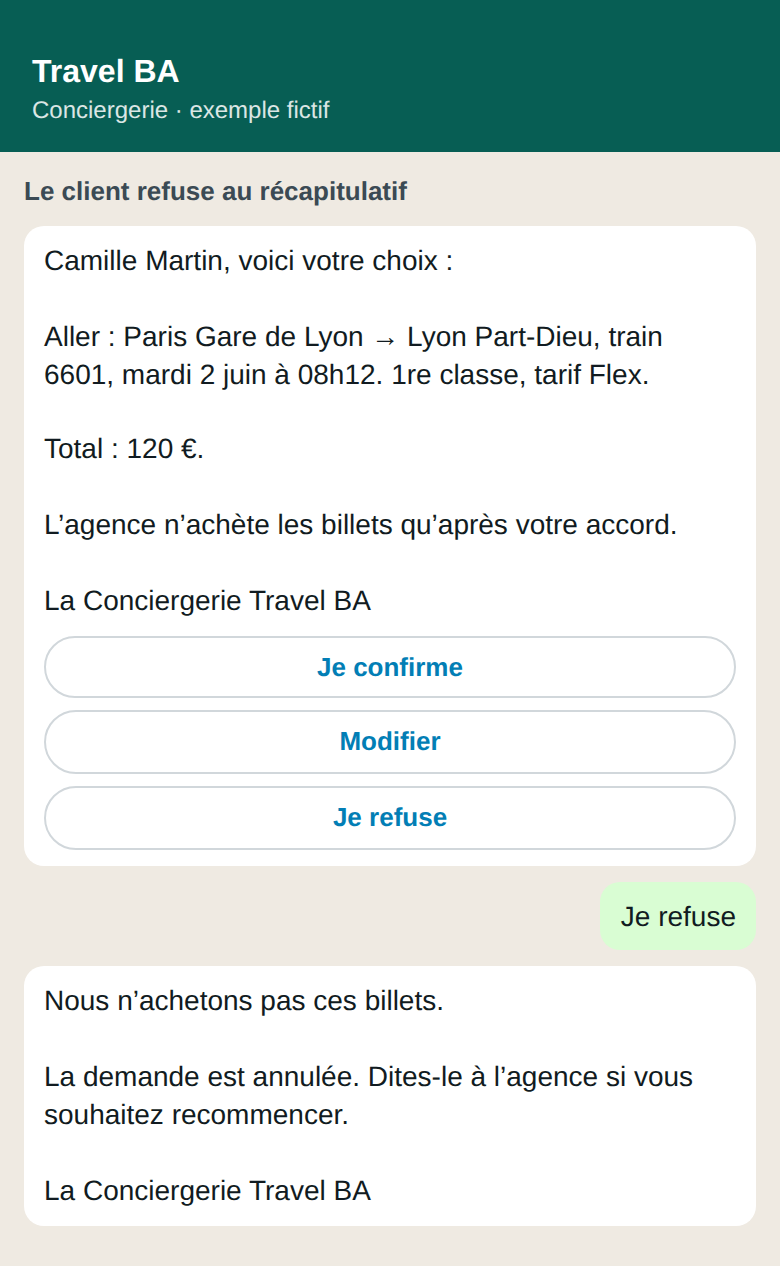 Travel BA
Conciergerie · exemple fictif
Le client refuse au récapitulatif
Camille Martin, voici votre choix :
Aller : Paris Gare de Lyon → Lyon Part-Dieu, train
6601, mardi 2 juin à 08h12. 1re classe, tarif Flex.
Total : 120 €.
L’agence n’achète les billets qu’après votre accord.
La Conciergerie Travel BA
Je confirme
Modifier
Je refuse
Je refuse
Nous n’achetons pas ces billets.
La demande est annulée. Dites-le à l’agence si vous
souhaitez recommencer.
La Conciergerie Travel BA